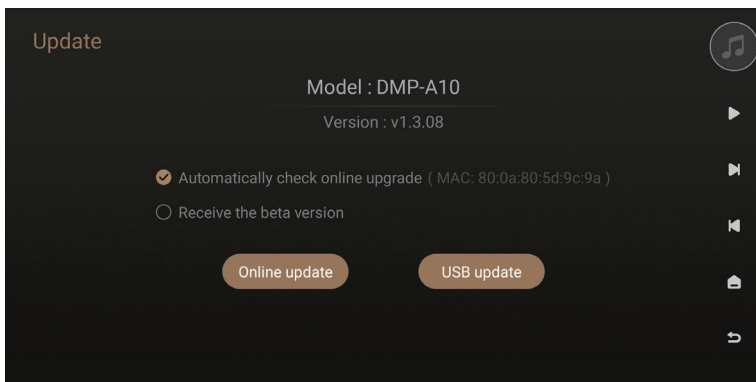 Update
Model : DMP-A10
Version : v1.3.08
Automatically check online upgrade ( MAC: 80:0a:80:5d:9c:9a )
Receive the beta version
Online update
USB update